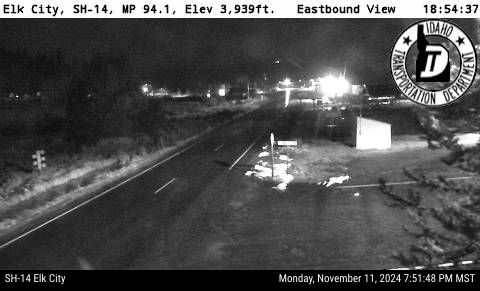 Elk City, SH-14, MP 94.1, Elev 3,939ft. Eastbound View 18:54:37
IDAHO
TRANSPORTATION DEPARTMENT
SH-14 Elk City Monday, November 11, 2024 7:51:48 PM MST